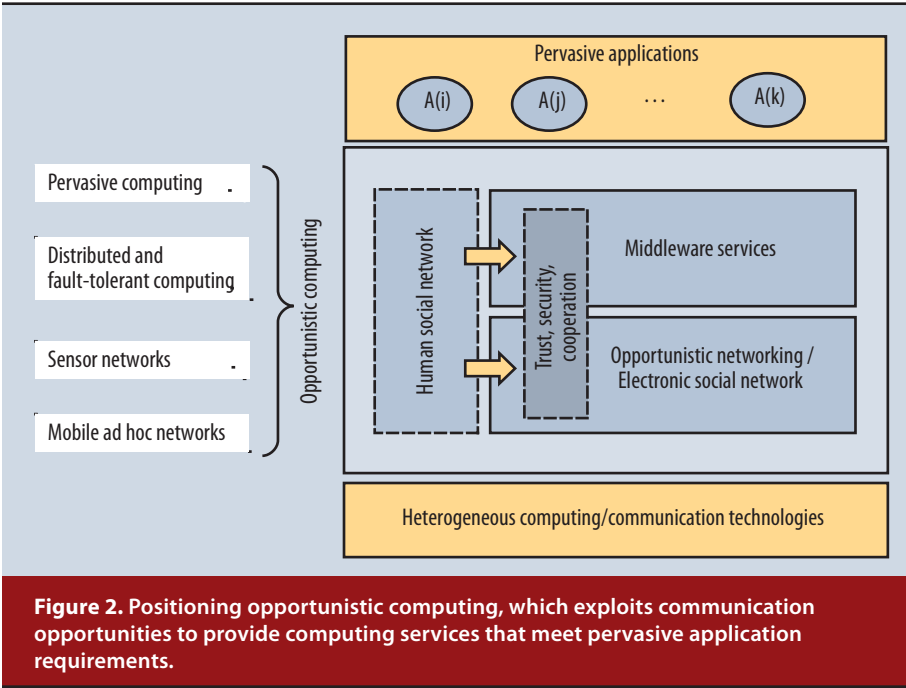 Pervasive applications
A(i)
A(j)
...
A(k)
Pervasive computing
Distributed and
fault-tolerant computing
Sensor networks
Mobile ad hoc networks
Opportunistic computing
Human social network
Trust, security,
cooperation
Middleware services
Opportunistic networking /
Electronic social network
Heterogeneous computing/communication technologies
Figure 2. Positioning opportunistic computing, which exploits communication
opportunities to provide computing services that meet pervasive application
requirements.